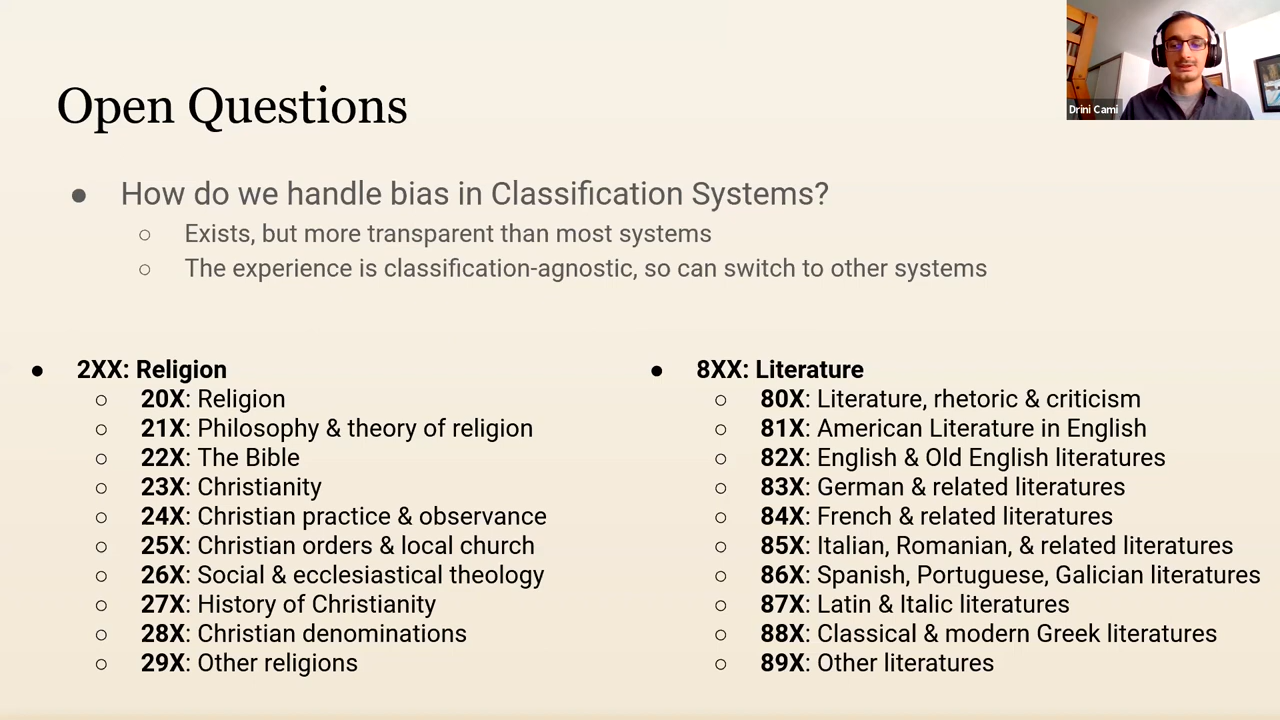 Drini Cami
Open Questions
● How do we handle bias in Classification Systems?
○ Exists, but more transparent than most systems
○ The experience is classification-agnostic, so can switch to other systems
● 2XX: Religion
○ 20X: Religion
○ 21X: Philosophy & theory of religion
○ 22X: The Bible
○ 23X: Christianity
○ 24X: Christian practice & observance
○ 25X: Christian orders & local church
○ 26X: Social & ecclesiastical theology
○ 27X: History of Christianity
○ 28X: Christian denominations
○ 29X: Other religions
● 8XX: Literature
○ 80X: Literature, rhetoric & criticism
○ 81X: American Literature in English
○ 82X: English & Old English literatures
○ 83X: German & related literatures
○ 84X: French & related literatures
○ 85X: Italian, Romanian, & related literatures
○ 86X: Spanish, Portuguese, Galician literatures
○ 87X: Latin & Italic literatures
○ 88X: Classical & modern Greek literatures
○ 89X: Other literatures